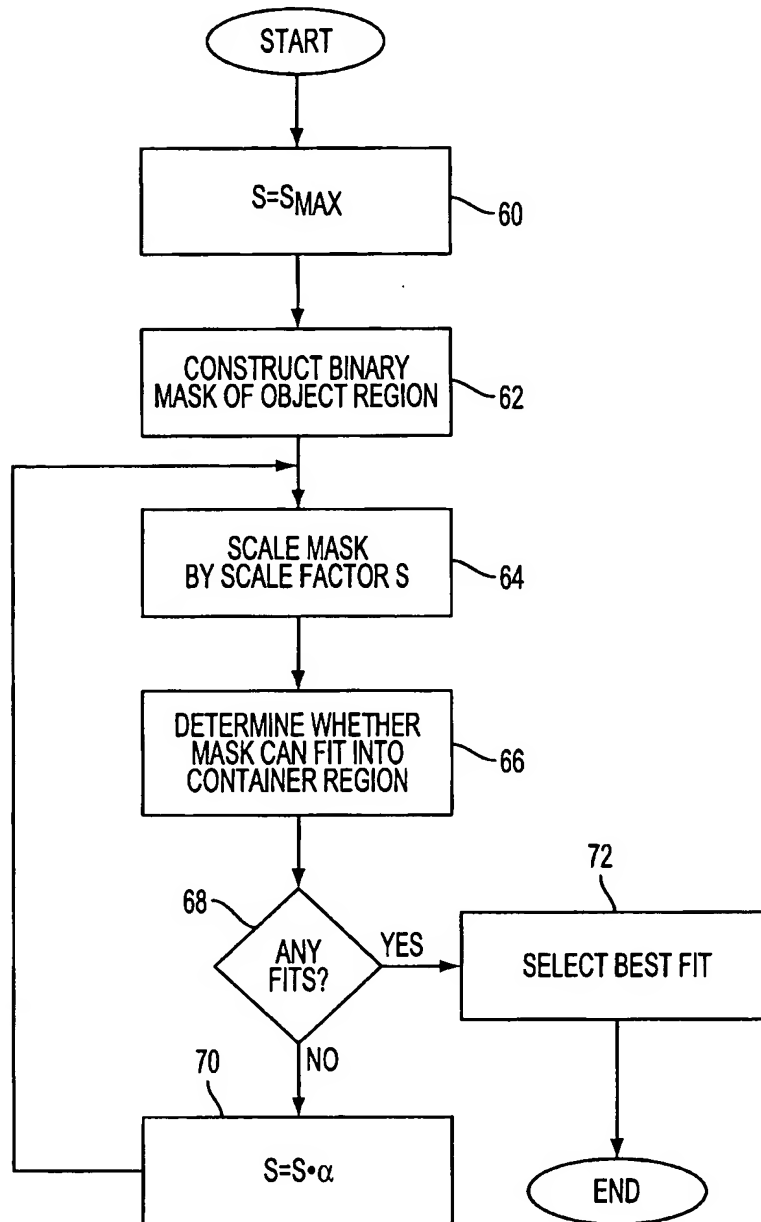 START
S=SMAX
60
CONSTRUCT BINARY
MASK OF OBJECT REGION
62
SCALE MASK
BY SCALE FACTOR S
64
DETERMINE WHETHER
MASK CAN FIT INTO
CONTAINER REGION
66
68
ANY
FITS?
YES
72
SELECT BEST FIT
NO
70
S=S•α
END